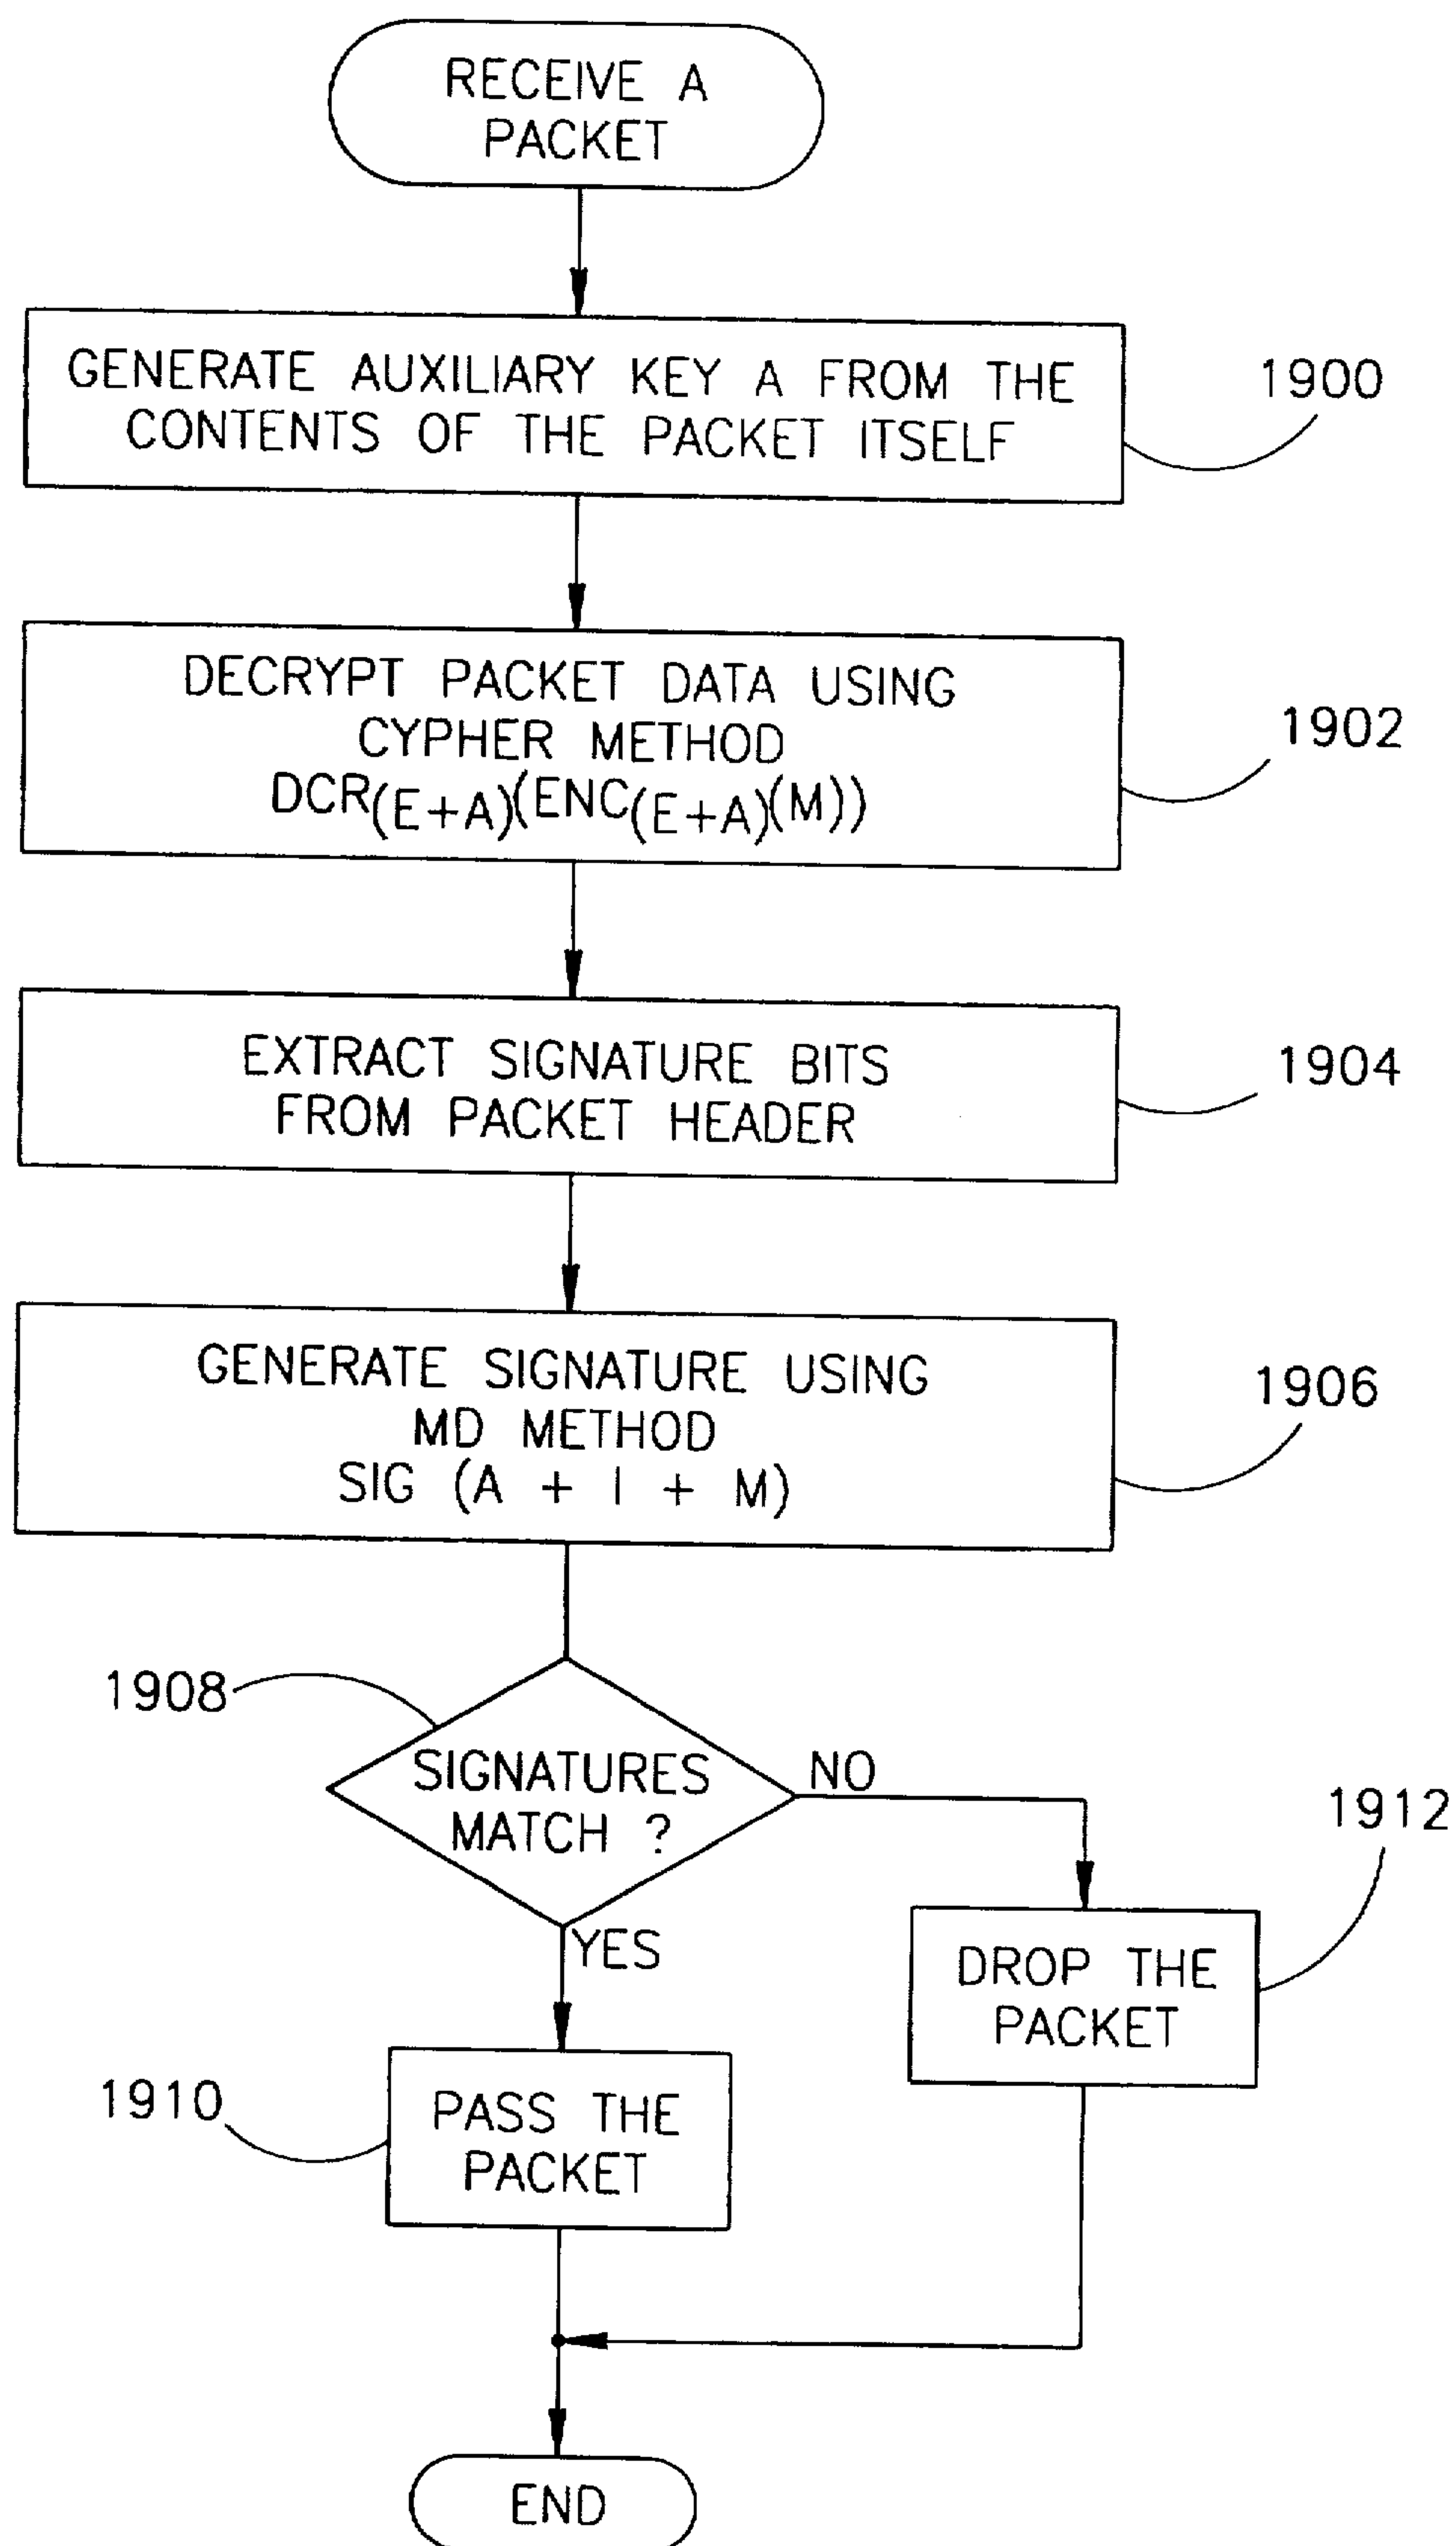 RECEIVE A
PACKET
GENERATE AUXILIARY KEY A FROM THE
CONTENTS OF THE PACKET ITSELF
1900
DECRYPT PACKET DATA USING
CYPHER METHOD
DCR(E+A)(ENC(E+A)(M))
1902
EXTRACT SIGNATURE BITS
FROM PACKET HEADER
1904
GENERATE SIGNATURE USING
MD METHOD
SIG (A + I + M)
1906
1908
SIGNATURES
MATCH ?
NO
YES
1912
DROP THE
PACKET
1910
PASS THE
PACKET
END